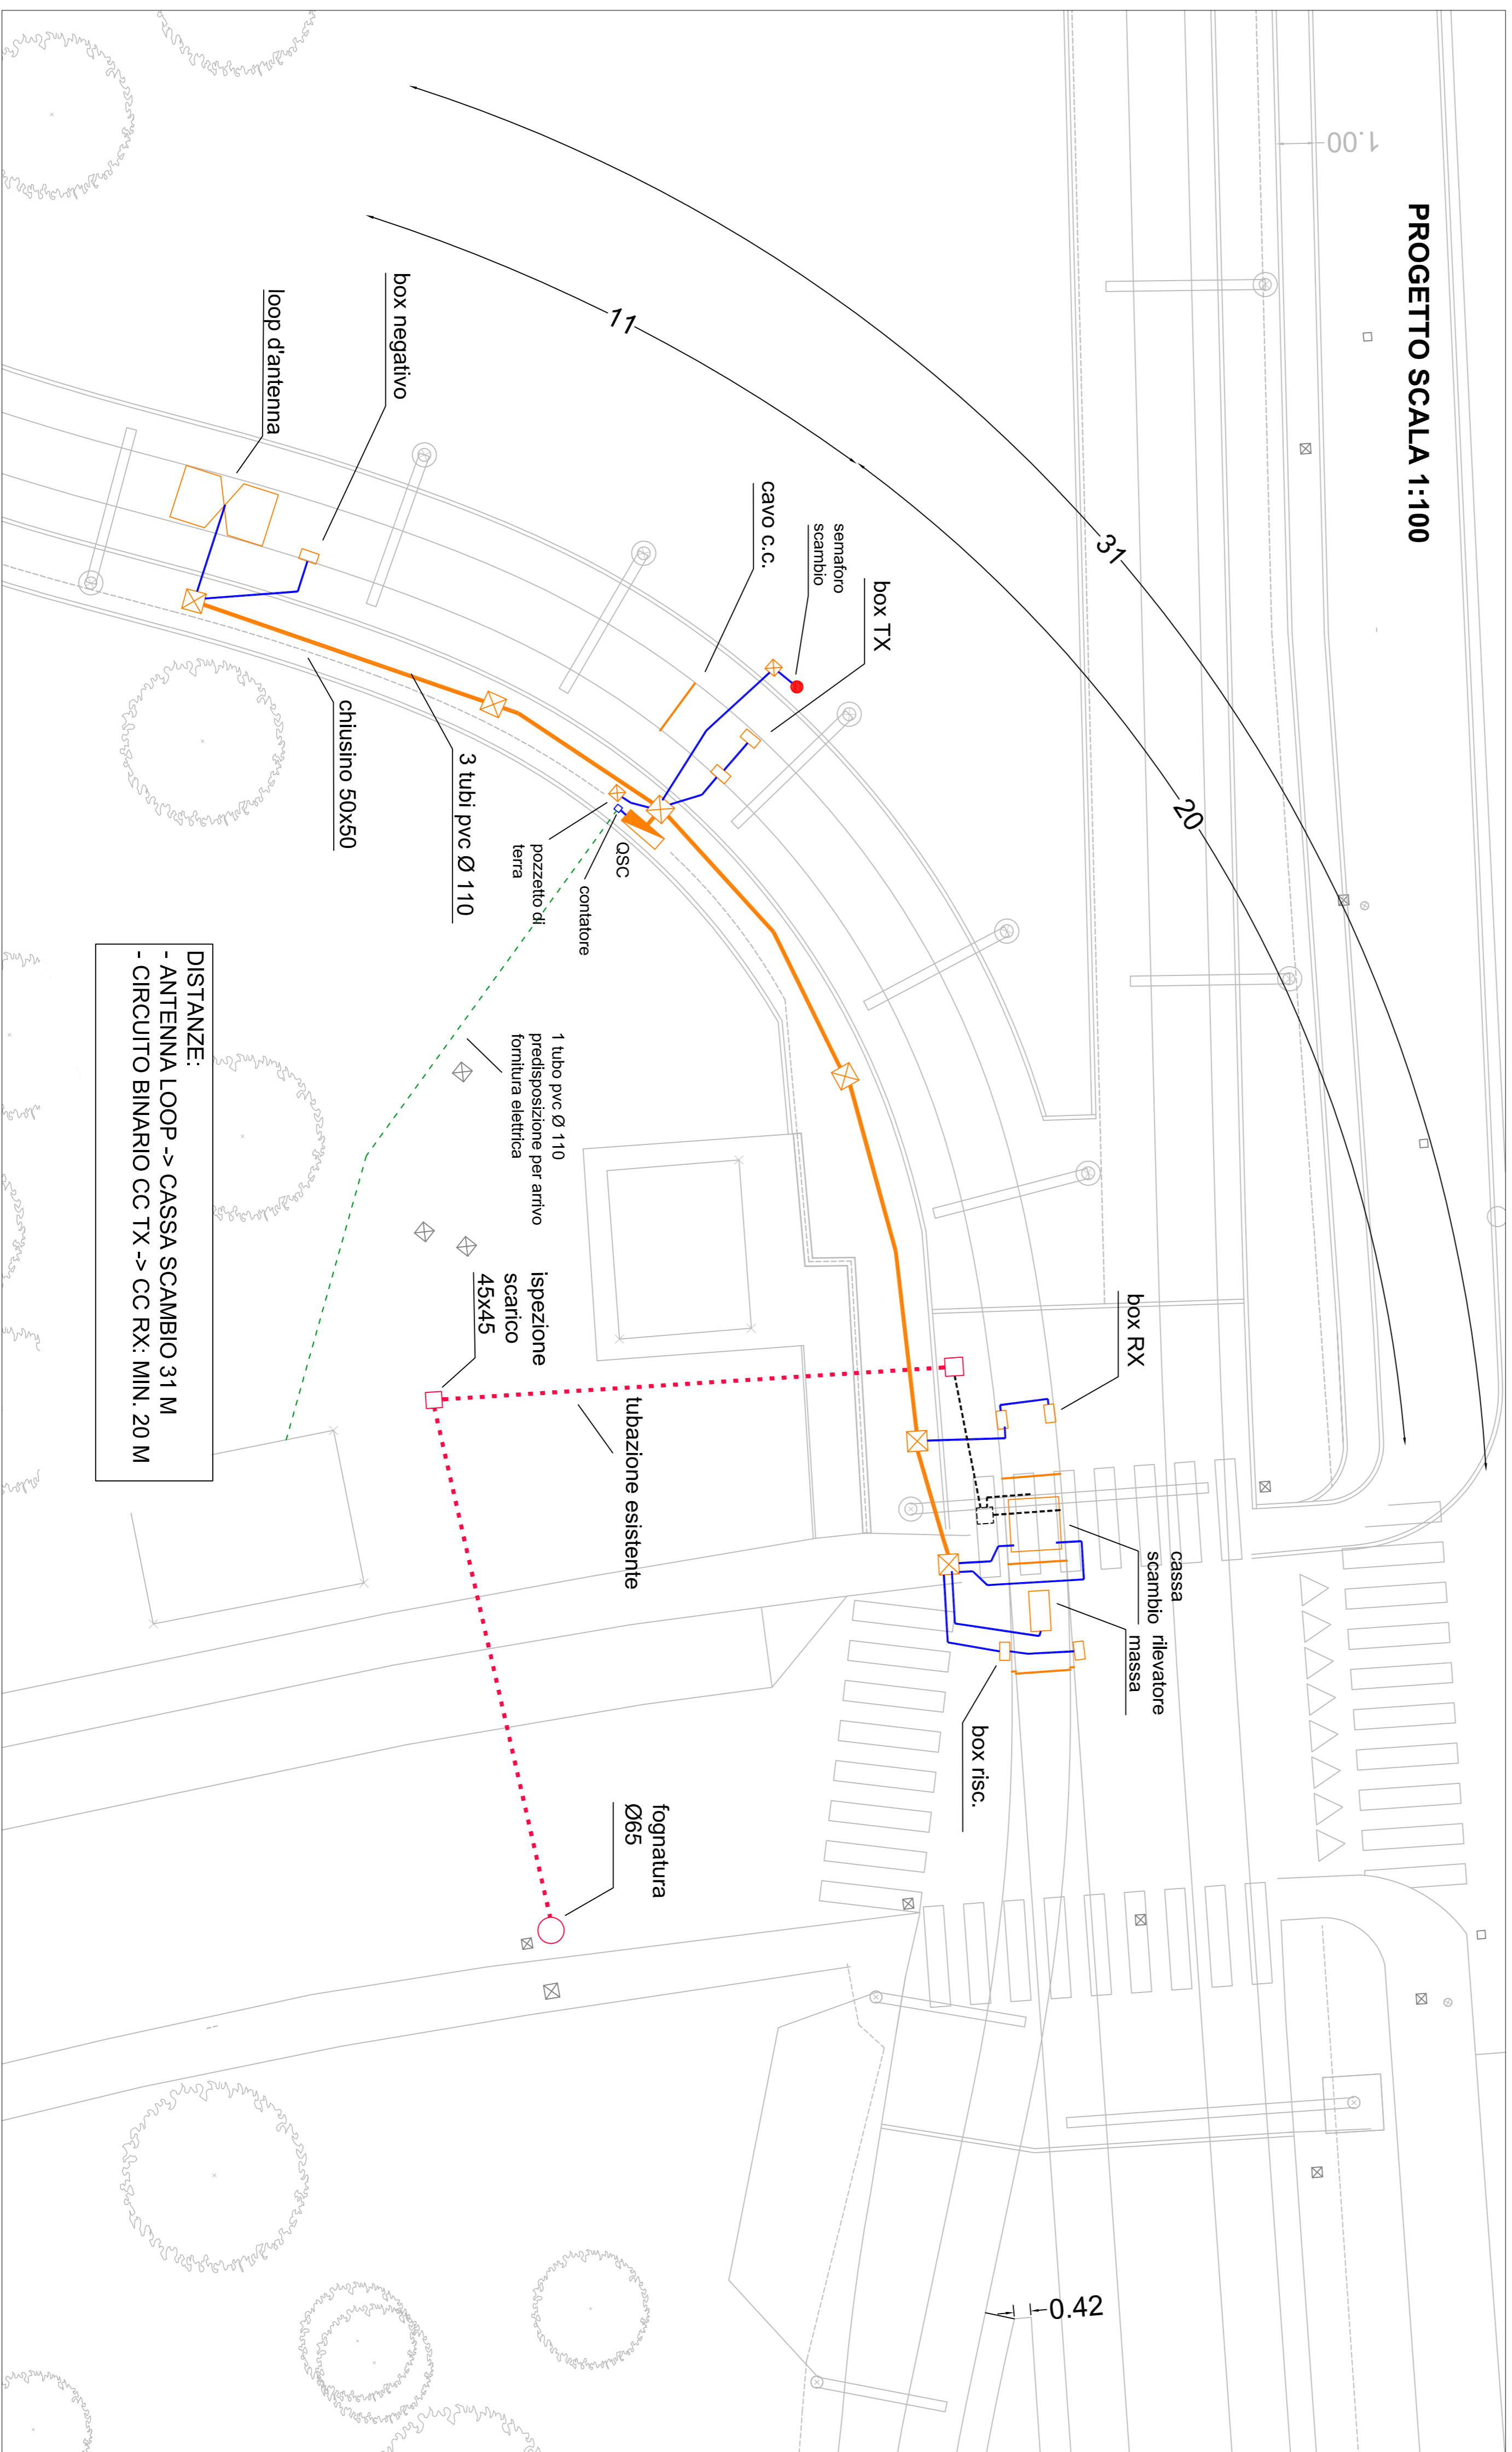 PROGETTO SCALA 1:100
1.00
31
11
20
box negativo
loop d'antenna
cavo c.c.
semaforo
scambio
box TX
chiusino 50x50
3 tubi pvc Ø 110
QSC
contatore
pozzetto di
terra
1 tubo pvc Ø 110
predisposizione per arrivo
fornitura elettrica
DISTANZE:
- ANTENNA LOOP -> CASSA SCAMBIO 31 M
- CIRCUITO BINARIO CC TX -> CC RX: MIN. 20 M
box RX
ispezione
scarico
45x45
tubazione esistente
cassa
scambio
rilevatore
massa
box risc.
fognatura
Ø65
0.42